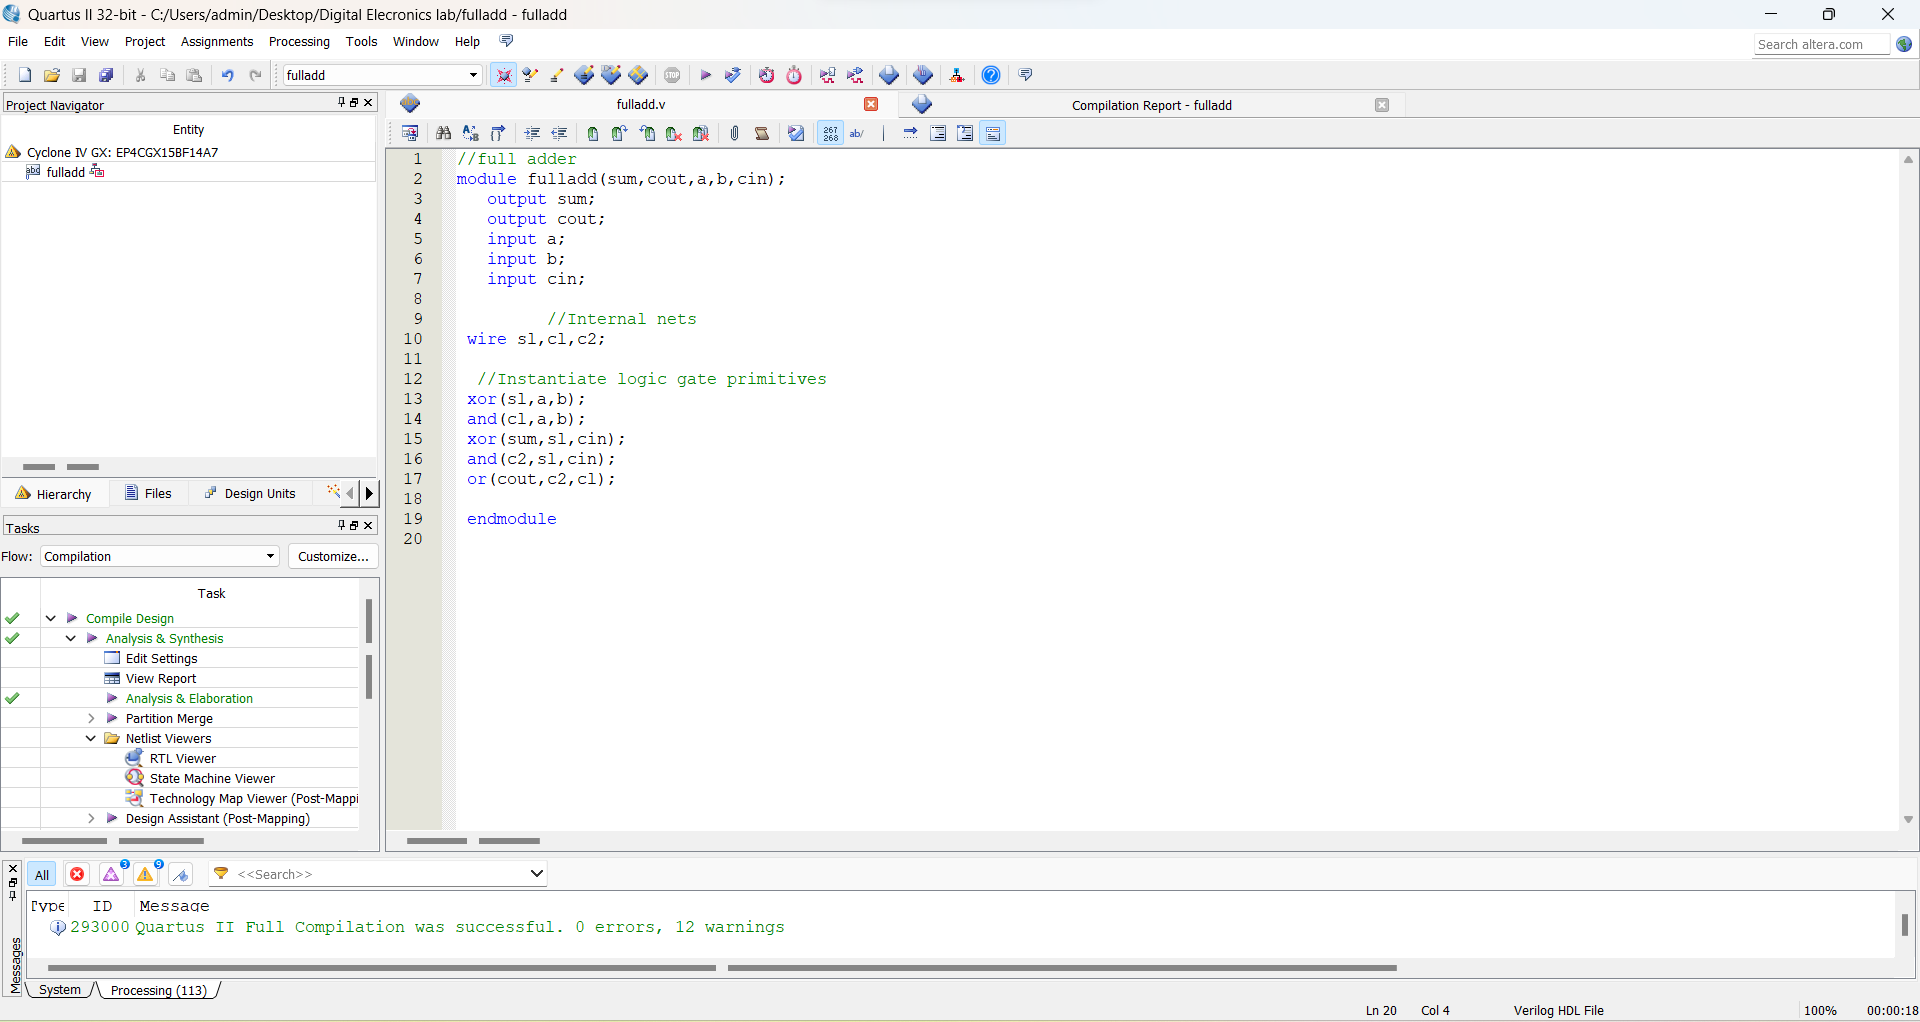 Quartus II 32-bit - C:/Users/admin/Desktop/Digital Elecronics lab/fulladd - fulladd
File Edit View Project Assignments Processing Tools Window Help
Search altera.com
fulladd
STOP
Project Navigator
Entity
Cyclone IV GX: EP4CGX15BF14A7
fulladd
Hierarchy Files Design Units
Tasks
Flow: Compilation Customize...
Task
Compile Design
Analysis & Synthesis
Edit Settings
View Report
Analysis & Elaboration
Partition Merge
Netlist Viewers
RTL Viewer
State Machine Viewer
Technology Map Viewer (Post-Mappi
Design Assistant (Post-Mapping)
fulladd.v Compilation Report - fulladd
267 268 ab/
1 //full adder
2 module fulladd(sum,cout,a,b,cin);
3 output sum;
4 output cout;
5 input a;
6 input b;
7 input cin;
8
9 //Internal nets
10 wire sl,cl,c2;
11
12 //Instantiate logic gate primitives
13 xor(sl,a,b);
14 and(cl,a,b);
15 xor(sum,sl,cin);
16 and(c2,sl,cin);
17 or(cout,c2,cl);
18
19 endmodule
20
All 3 9 <<Search>>
Type ID Message
293000 Quartus II Full Compilation was successful. 0 errors, 12 warnings
Messages
System Processing (113)
Ln 20 Col 4 Verilog HDL File 100% 00:00:18